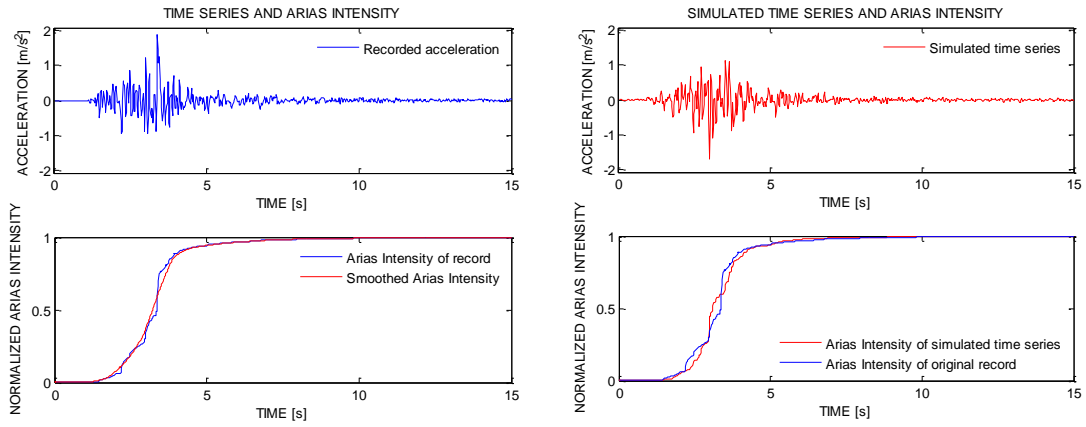 TIME SERIES AND ARIAS INTENSITY
ACCELERATION [m/s²]
2
1
0
-1
-2
Recorded acceleration
0 5 10 15
TIME [s]
NORMALIZED ARIAS INTENSITY
1
0.5
0
Arias Intensity of record
Smoothed Arias Intensity
0 5 10 15
TIME [s]
SIMULATED TIME SERIES AND ARIAS INTENSITY
ACCELERATION [m/s²]
2
1
0
-1
-2
Simulated time series
0 5 10 15
TIME [s]
NORMALIZED ARIAS INTENSITY
1
0.5
0
Arias Intensity of simulated time series
Arias Intensity of original record
0 5 10 15
TIME [s]